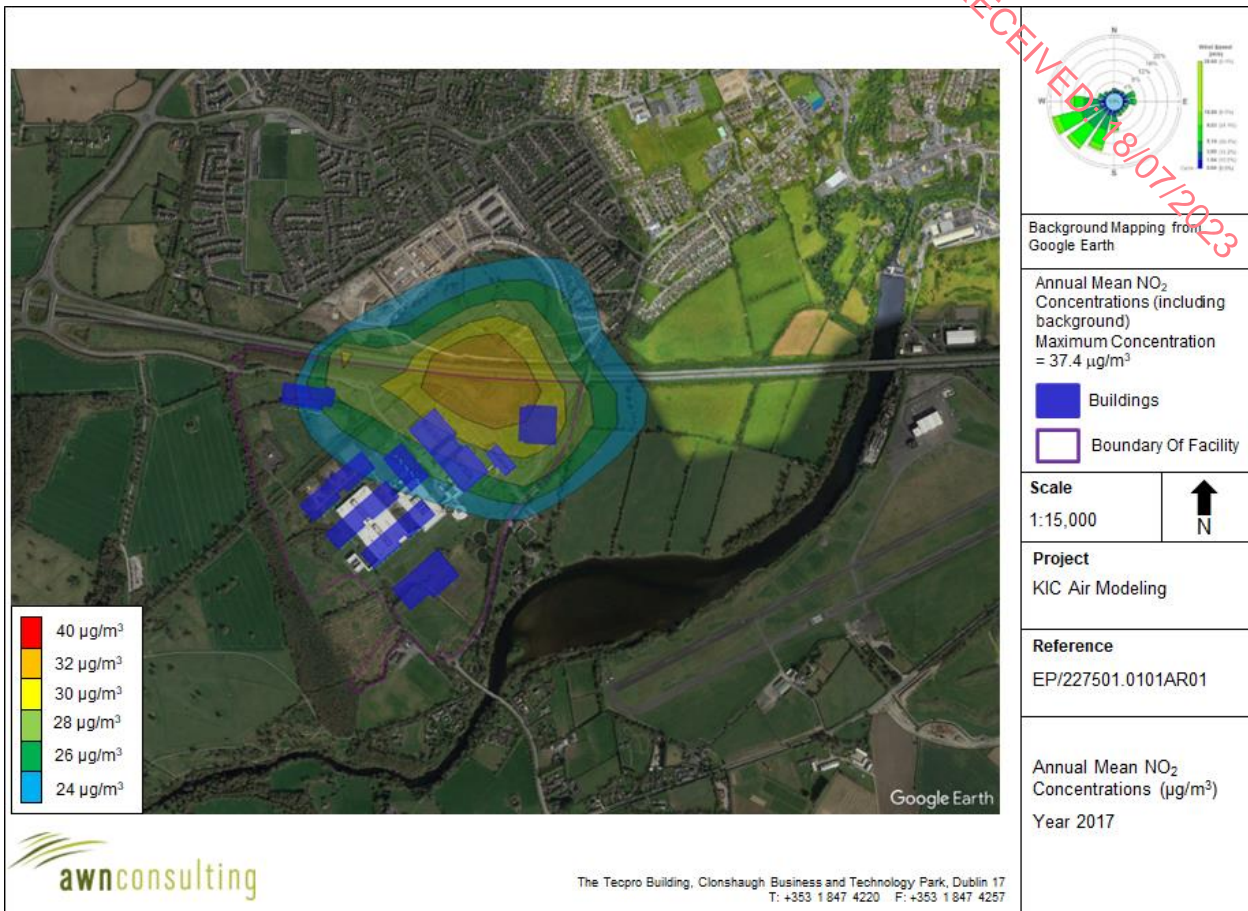 RECEIVED: 18/07/2023
N
W
E
S
Background Mapping from
Google Earth
Annual Mean NO₂
Concentrations (including
background)
Maximum Concentration
= 37.4 μg/m³
Buildings
Boundary Of Facility
Scale
1:15,000
N
Project
KIC Air Modeling
Reference
EP/227501.0101AR01
Annual Mean NO₂
Concentrations (μg/m³)
Year 2017
40 μg/m³
32 μg/m³
30 μg/m³
28 μg/m³
26 μg/m³
24 μg/m³
Google Earth
awnconsulting
The Tecpro Building, Clonshaugh Business and Technology Park, Dublin 17
T: +353 1 847 4220 F: +353 1 847 4257